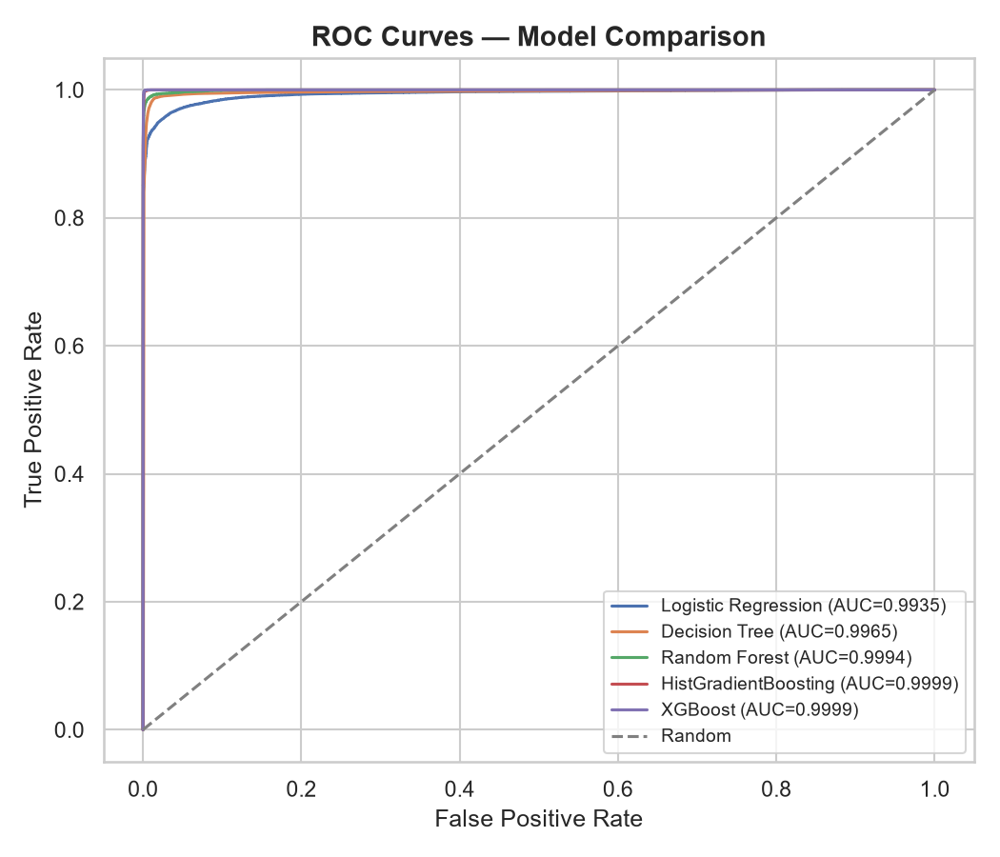 ROC Curves — Model Comparison
True Positive Rate
1.0
0.8
0.6
0.4
0.2
0.0
Logistic Regression (AUC=0.9935)
Decision Tree (AUC=0.9965)
Random Forest (AUC=0.9994)
HistGradientBoosting (AUC=0.9999)
XGBoost (AUC=0.9999)
Random
0.0 0.2 0.4 0.6 0.8 1.0
False Positive Rate